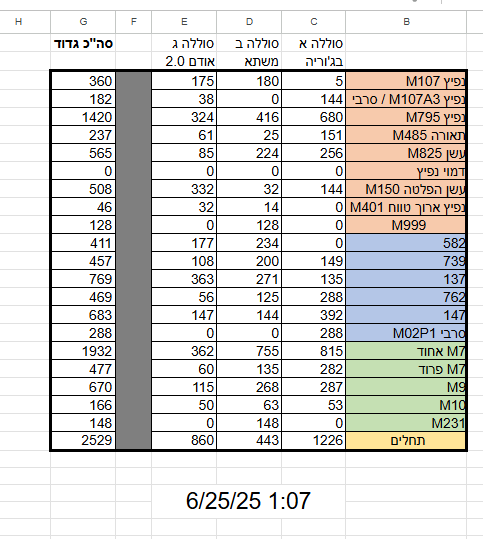 H G F E D C B
סה"כ גדוד סוללה ג סוללה ב סוללה א
אודם 2.0 משתא בגוריה
נפיץ M107 5 180 175 360
נפיץ M107A3 / סרבי 144 0 38 182
נפיץ M795 680 416 324 1420
תאורה M485 151 25 61 237
עשן M825 256 224 85 565
דמוי נפיץ 0 0 0 0
עשן הפלטה M150 144 32 332 508
נפיץ ארוך טווח M401 0 14 32 46
M999 0 128 0 128
582 0 234 177 411
739 149 200 108 457
137 135 271 363 769
762 288 125 56 469
147 392 144 147 683
סרבי M02P1 288 0 0 288
M7 אחוד 815 755 362 1932
M7 פרוד 282 135 60 477
M9 287 268 115 670
M10 53 63 50 166
M231 0 148 0 148
תחלים 1226 443 860 2529
6/25/25 1:07